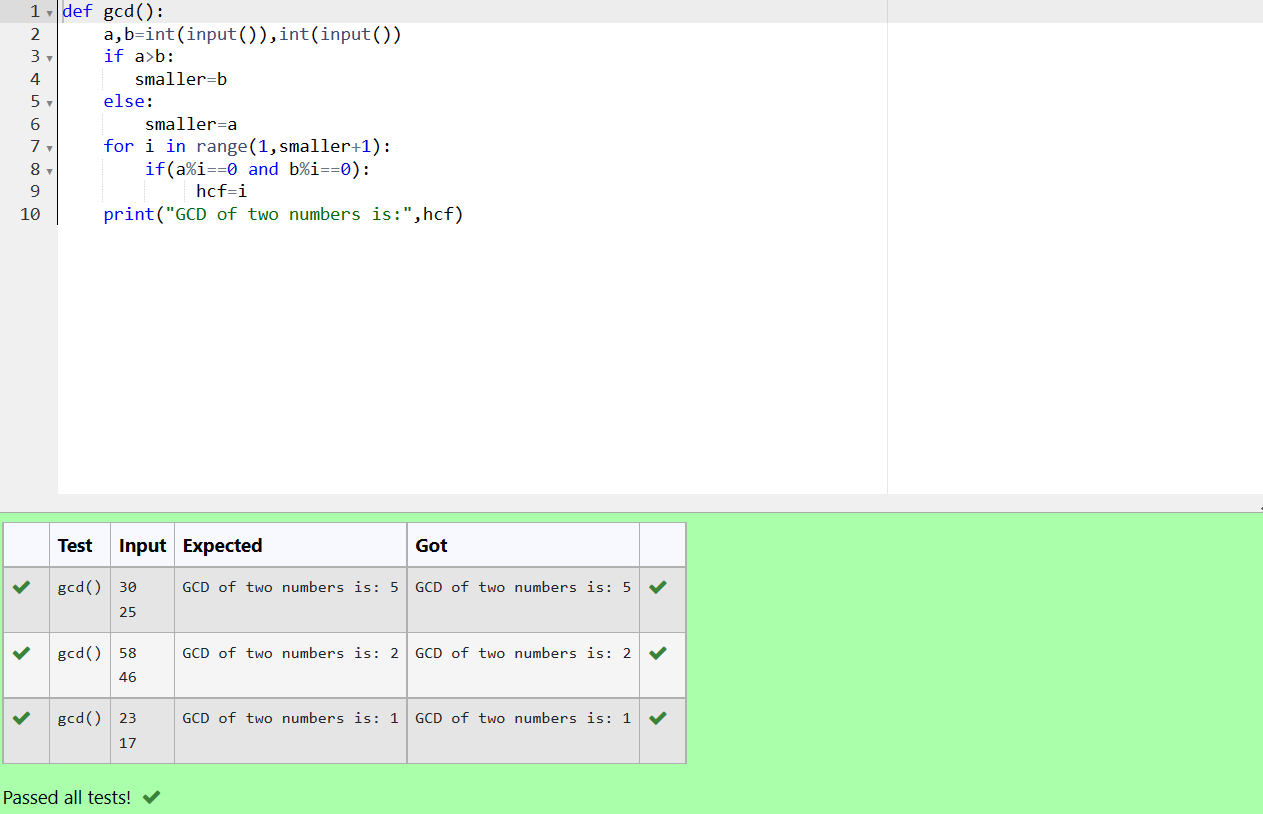 1 def gcd():
2     a,b=int(input()),int(input())
3     if a>b:
4        smaller=b
5     else:
6         smaller=a
7     for i in range(1,smaller+1):
8         if(a%i==0 and b%i==0):
9              hcf=i
10     print("GCD of two numbers is:",hcf)
Test Input Expected Got
gcd() 30 GCD of two numbers is: 5 GCD of two numbers is: 5
25
gcd() 58 GCD of two numbers is: 2 GCD of two numbers is: 2
46
gcd() 23 GCD of two numbers is: 1 GCD of two numbers is: 1
17
Passed all tests!